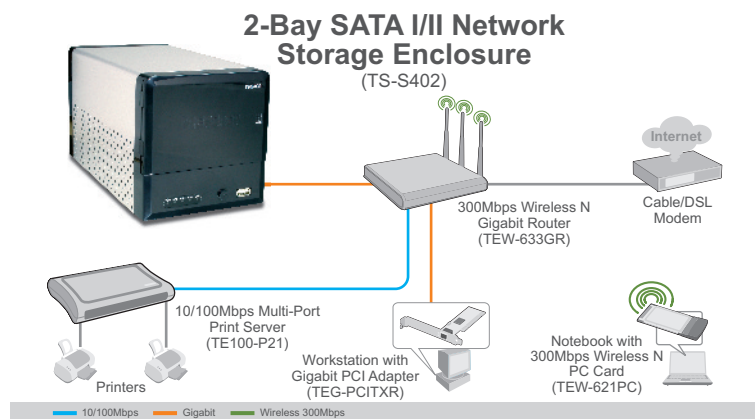 2-Bay SATA I/II Network
Storage Enclosure
(TS-S402)
Internet
300Mbps Wireless N
Gigabit Router
(TEW-633GR)
Cable/DSL
Modem
10/100Mbps Multi-Port
Print Server
(TE100-P21)
Printers
Workstation with
Gigabit PCI Adapter
(TEG-PCITXR)
Notebook with
300Mbps Wireless N
PC Card
(TEW-621PC)
10/100Mbps Gigabit Wireless 300Mbps